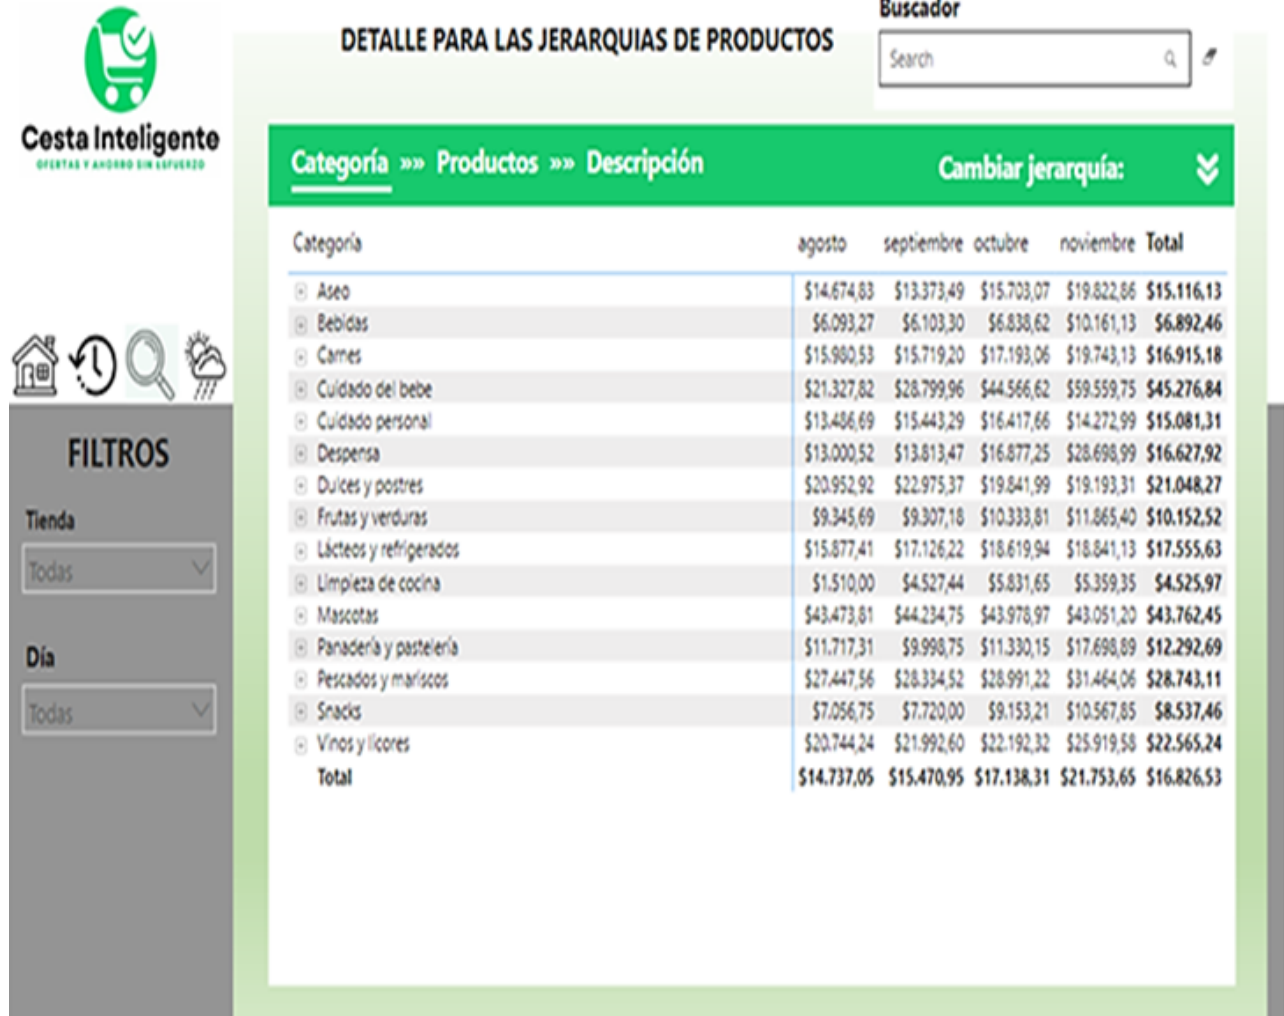 Cesta Inteligente
OFERTAS Y AHORRO SIN ESFUERZO
DETALLE PARA LAS JERARQUIAS DE PRODUCTOS
Buscador
Search
Categoría »» Productos »» Descripción Cambiar jerarquía:
Categoría agosto septiembre octubre noviembre Total
Aseo $14.674,83 $13.373,49 $15.703,07 $19.822,86 $15.116,13
Bebidas $6.093,27 $6.103,30 $6.838,62 $10.161,13 $6.892,46
Carnes $15.980,53 $15.719,20 $17.193,06 $19.743,13 $16.915,18
Cuidado del bebe $21.327,82 $28.799,96 $44.566,62 $59.559,75 $45.276,84
Cuidado personal $13.486,69 $15.443,29 $16.417,66 $14.272,99 $15.081,31
Despensa $13.000,52 $13.813,47 $16.877,25 $28.698,99 $16.627,92
Dulces y postres $20.952,92 $22.975,37 $19.841,99 $19.193,31 $21.048,27
Frutas y verduras $9.345,69 $9.307,18 $10.333,81 $11.865,40 $10.152,52
Lácteos y refrigerados $15.877,41 $17.126,22 $18.619,94 $18.841,13 $17.555,63
Limpieza de cocina $1.510,00 $4.527,44 $5.831,65 $5.359,35 $4.525,97
Mascotas $43.473,81 $44.234,75 $43.978,97 $43.051,20 $43.762,45
Panadería y pastelería $11.717,31 $9.998,75 $11.330,15 $17.698,89 $12.292,69
Pescados y mariscos $27.447,56 $28.334,52 $28.991,22 $31.464,06 $28.743,11
Snacks $7.056,75 $7.720,00 $9.153,21 $10.567,85 $8.537,46
Vinos y licores $20.744,24 $21.992,60 $22.192,32 $25.919,58 $22.565,24
Total $14.737,05 $15.470,95 $17.138,31 $21.753,65 $16.826,53
FILTROS
Tienda
Todas
Día
Todas